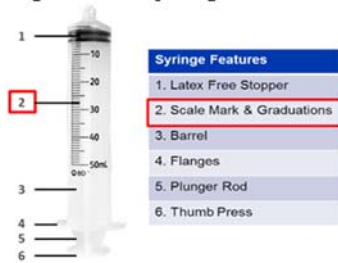 1
10
20
2
30
40
50mL
3
4
5
6
Syringe Features
1. Latex Free Stopper
2. Scale Mark & Graduations
3. Barrel
4. Flanges
5. Plunger Rod
6. Thumb Press